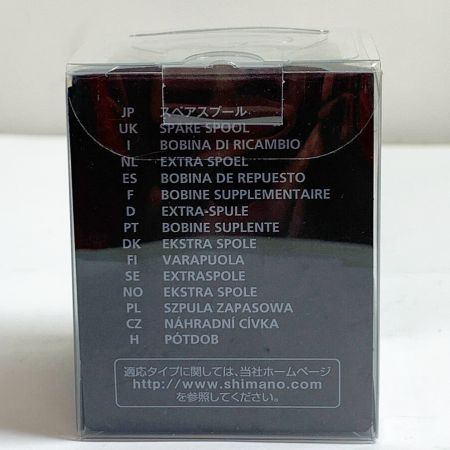 JP スペアスプール
UK SPARE SPOOL
I BOBINA DI RICAMBIO
NL EXTRA SPOEL
ES BOBINA DE REPUESTO
F BOBINE SUPPLEMENTAIRE
D EXTRA-SPULE
PT BOBINE SUPLENTE
DK EKSTRA SPOLE
FI VARAPUOLA
SE EXTRASPOLE
NO EKSTRA SPOLE
PL SZPULA ZAPASOWA
CZ NÁHRADNÍ CÍVKA
H PÓTDOB
適応タイプに関しては、当社ホームページ
http://www.shimano.com
を参照してください。